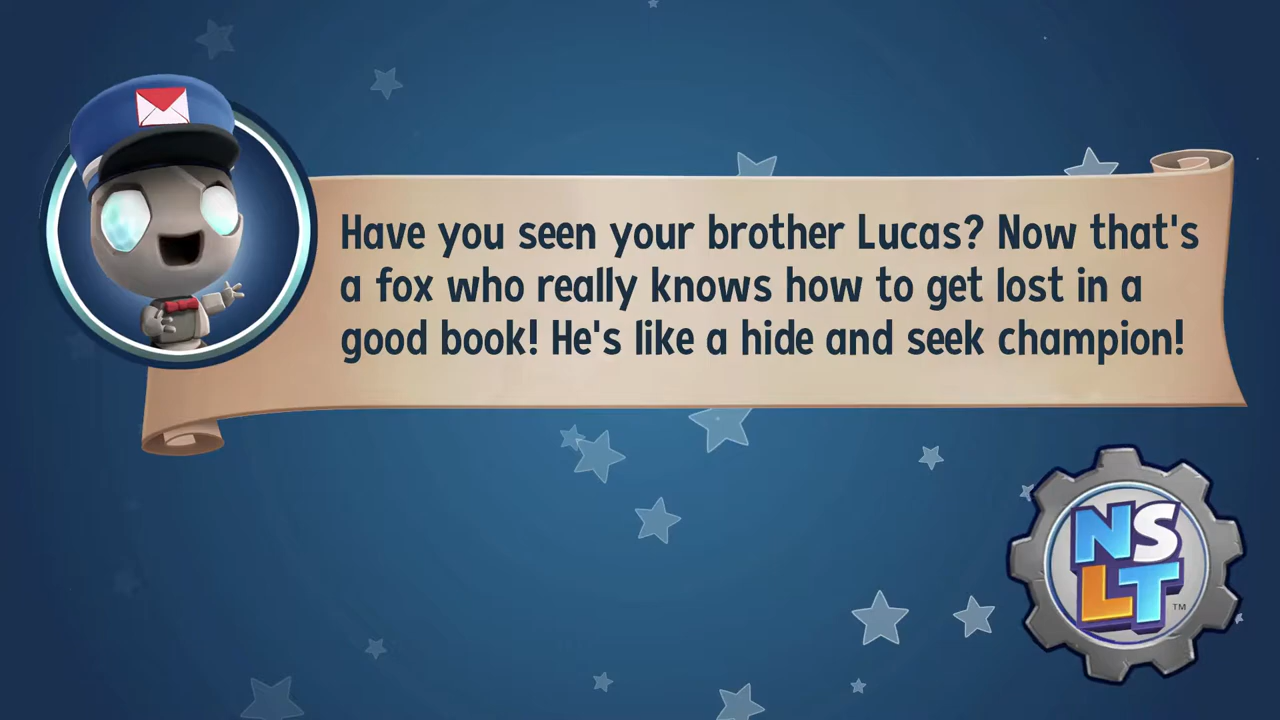 Have you seen your brother Lucas? Now that's
a fox who really knows how to get lost in a
good book! He's like a hide and seek champion!
NS
LT
TM